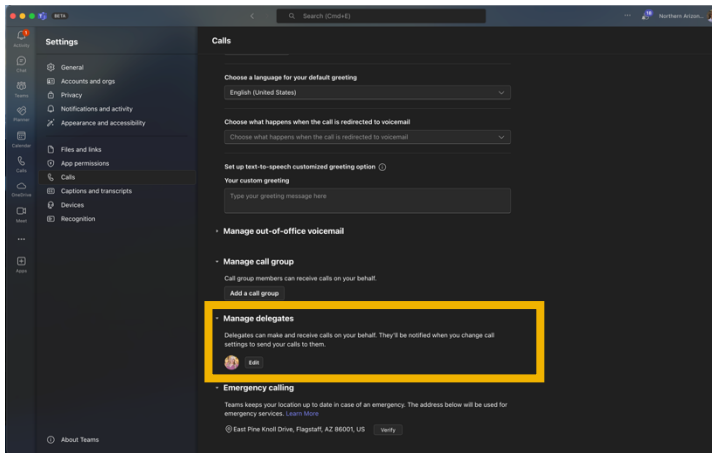 BETA
Search (Cmd+E)
18
Northern Arizon...
Activity
Chat
Teams
Planner
Calendar
Calls
OneDrive
Meet
Apps
Settings
General
Accounts and orgs
Privacy
Notifications and activity
Appearance and accessibility
Files and links
App permissions
Calls
Captions and transcripts
Devices
Recognition
About Teams
Calls
Choose a language for your default greeting
English (United States)
Choose what happens when the call is redirected to voicemail
Choose what happens when the call is redirected to voicemail
Set up text-to-speech customized greeting option
Your custom greeting
Type your greeting message here
Manage out-of-office voicemail
Manage call group
Call group members can receive calls on your behalf.
Add a call group
Manage delegates
Delegates can make and receive calls on your behalf. They'll be notified when you change call
settings to send your calls to them.
Edit
Emergency calling
Teams keeps your location up to date in case of an emergency. The address below will be used for
emergency services. Learn More
East Pine Knoll Drive, Flagstaff, AZ 86001, US
Verify